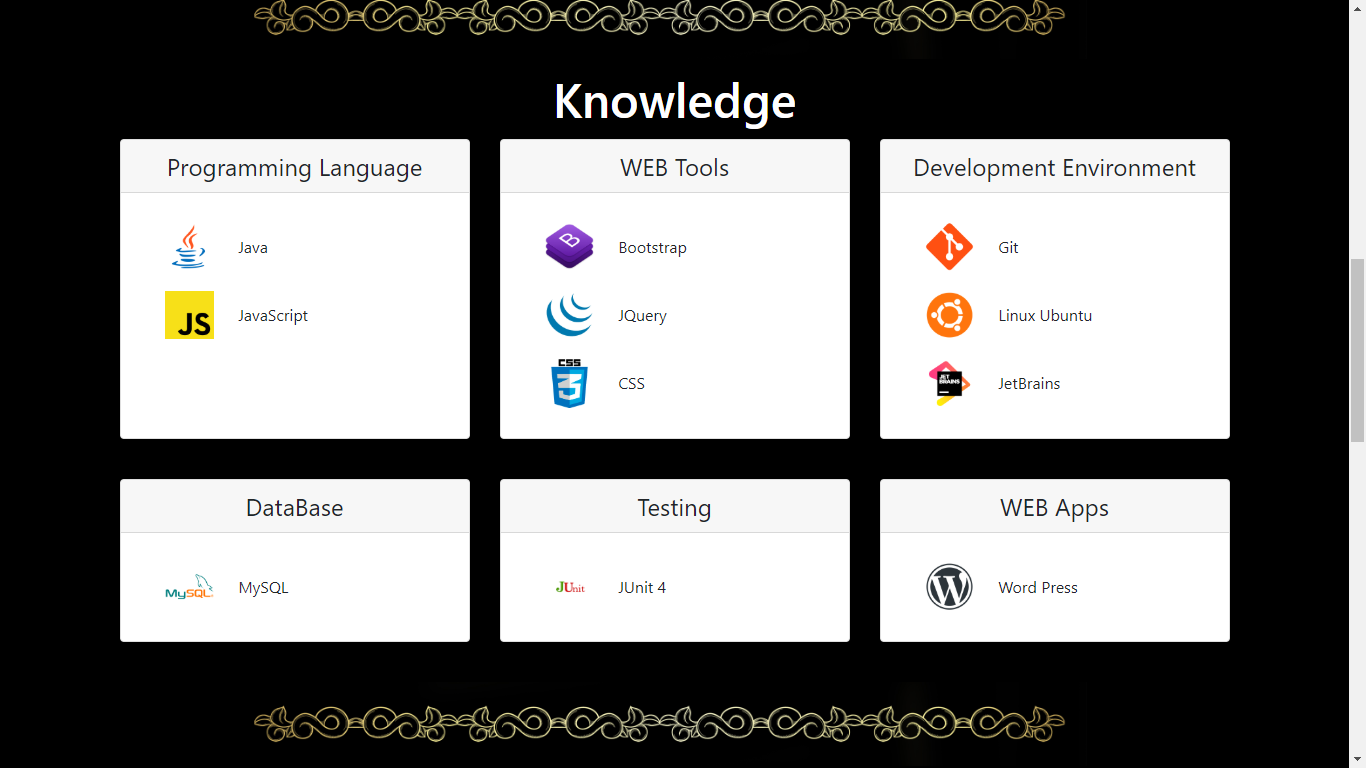 Knowledge
Programming Language
Java
JS
JavaScript
WEB Tools
B
Bootstrap
JQuery
CSS
3
CSS
Development Environment
Git
Linux Ubuntu
JET
BRAINS
JetBrains
DataBase
MySQL
MySQL
Testing
JUnit
JUnit 4
WEB Apps
W
Word Press